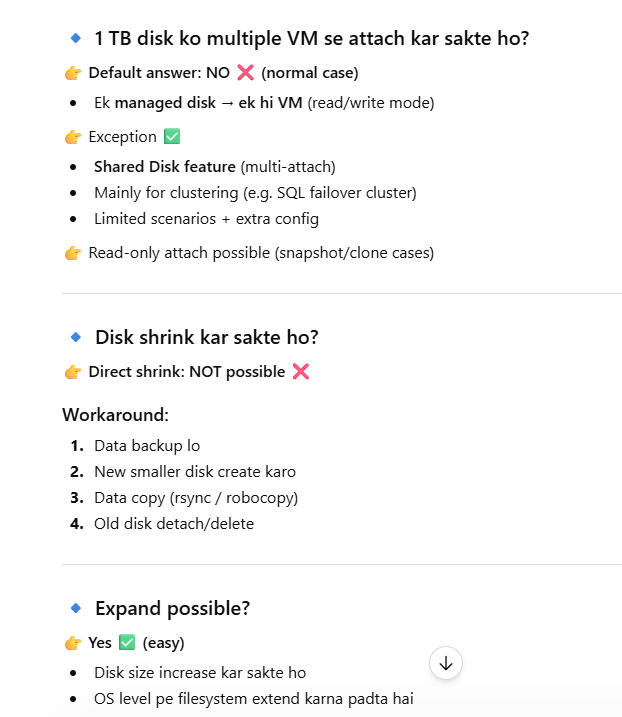 🔹 1 TB disk ko multiple VM se attach kar sakte ho?
👉 Default answer: NO ❌ (normal case)
• Ek managed disk → ek hi VM (read/write mode)
👉 Exception ✅
• Shared Disk feature (multi-attach)
• Mainly for clustering (e.g. SQL failover cluster)
• Limited scenarios + extra config
👉 Read-only attach possible (snapshot/clone cases)
🔹 Disk shrink kar sakte ho?
👉 Direct shrink: NOT possible ❌
Workaround:
1. Data backup lo
2. New smaller disk create karo
3. Data copy (rsync / robocopy)
4. Old disk detach/delete
🔹 Expand possible?
👉 Yes ✅ (easy)
• Disk size increase kar sakte ho
• OS level pe filesystem extend karna padta hai